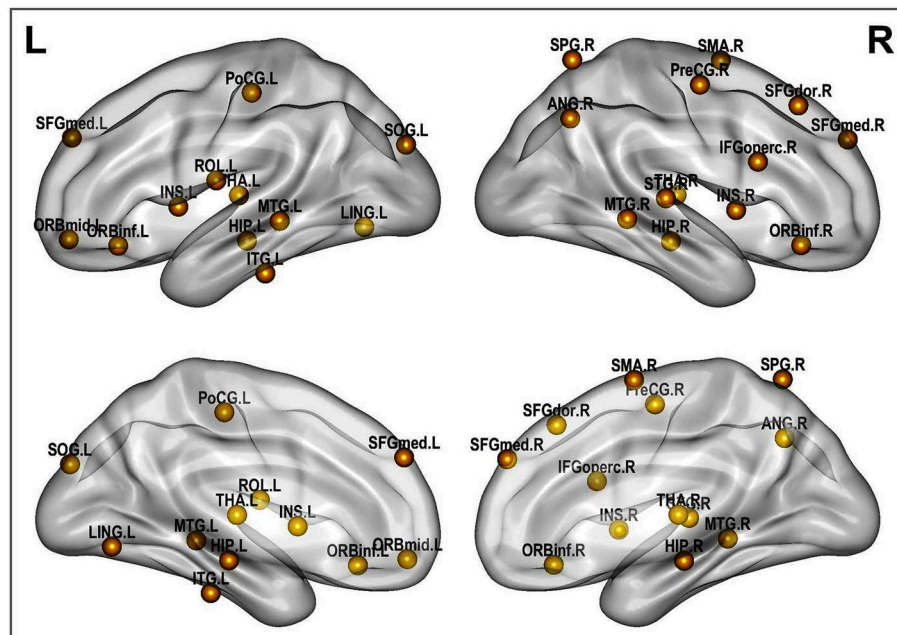 L
R
SPG.R
SMA.R
PreCG.R
PoCG.L
SFGdor.R
ANG.R
SFGmed.L
SOG.L
SFGmed.R
IFGoperc.R
ROL.L
THA.L
THA.R
STG.R
INS.L
INS.R
MTG.L
MTG.R
LING.L
ORBmid.L
ORBinf.L
HIP.L
HIP.R
ORBinf.R
ITG.L
SMA.R
SPG.R
PreCG.R
PoCG.L
SFGdor.R
ANG.R
SFGmed.L
SFGmed.R
SOG.L
IFGoperc.R
ROL.L
THA.L
THA.R
INS.L
INS.R
LING.L
MTG.L
MTG.R
HIP.L
HIP.R
ORBinf.L
ORBmid.L
ORBinf.R
ITG.L